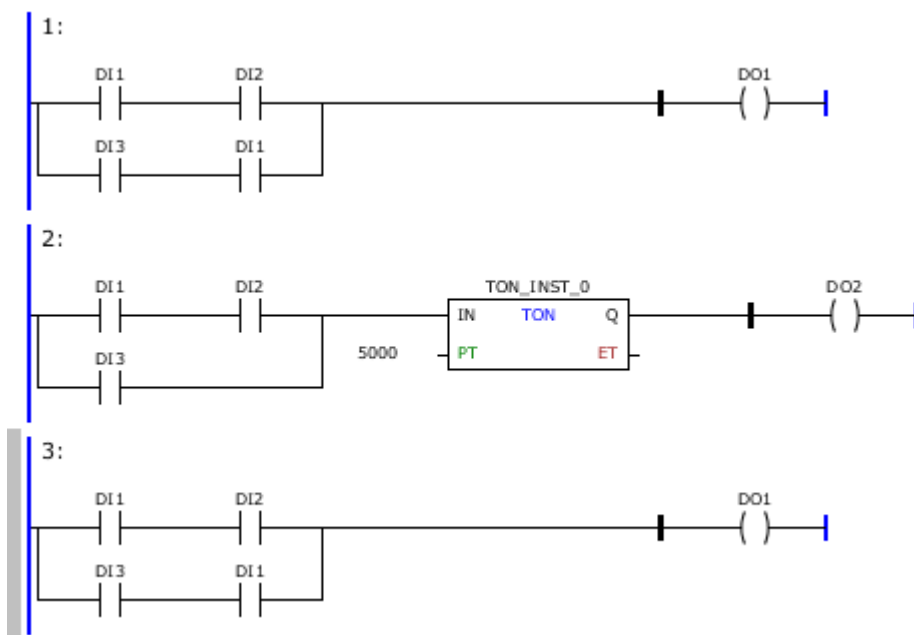 1:
DI1 DI2 DO1
DI3 DI1
2:
DI1 DI2 TON_INST_0 DO2
IN TON Q
DI3 5000 PT ET
3:
DI1 DI2 DO1
DI3 DI1